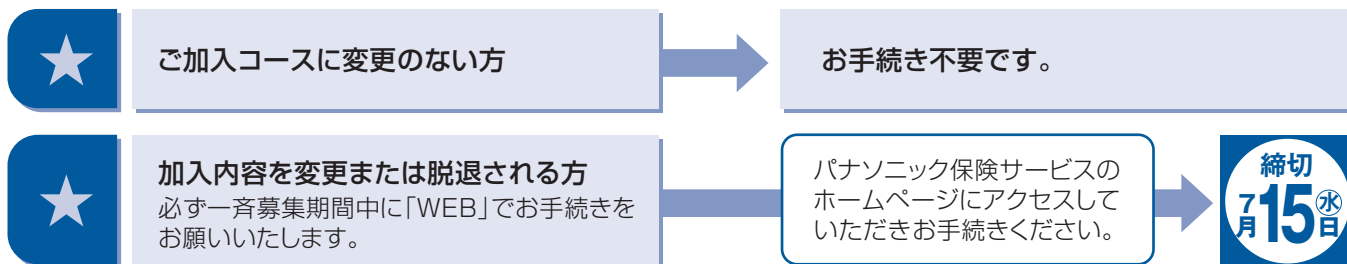 ご加入コースに変更のない方
お手続き不要です。
加入内容を変更または脱退される方
必ず一斉募集期間中に「WEB」でお手続きを
お願いいたします。
パナソニック保険サービスの
ホームページにアクセスして
いただきお手続きください。
締切
7月15日㊌